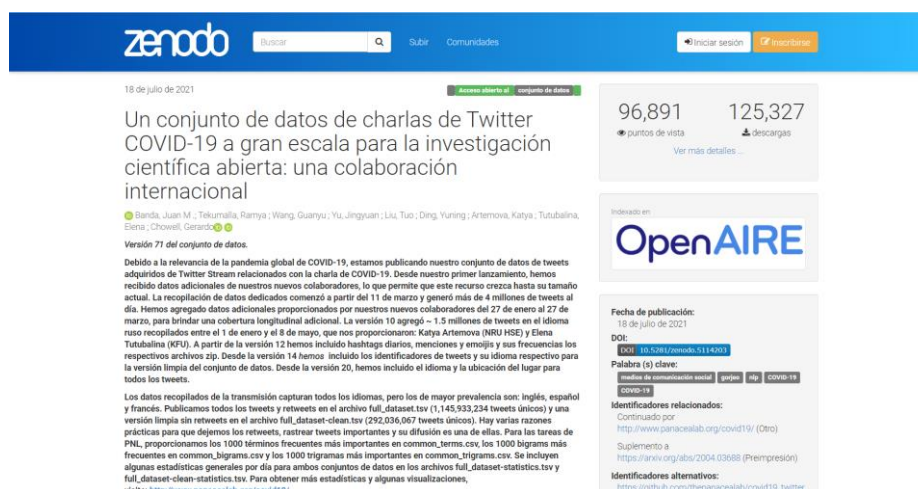 zenodo
Buscar
Subir
Comunidades
Iniciar sesión
Inscribirse
18 de julio de 2021
Acceso abierto al
conjunto de datos
Un conjunto de datos de charlas de Twitter
COVID-19 a gran escala para la investigación
científica abierta: una colaboración
internacional
Banda, Juan M. ; Tekumalla, Ramya ; Wang, Guanyu ; Yu, Jingyuan ; Liu, Tuo ; Ding, Yuning ; Artemova, Katya ; Tutubalina,
Elena ; Chowell, Gerardo
Versión 71 del conjunto de datos.
Debido a la relevancia de la pandemia global de COVID-19, estamos publicando nuestro conjunto de datos de tweets
adquiridos de Twitter Stream relacionados con la charla de COVID-19. Desde nuestro primer lanzamiento, hemos
recibido datos adicionales de nuestros nuevos colaboradores, lo que permite que este recurso crezca hasta su tamaño
actual. La recopilación de datos dedicados comenzó a partir del 11 de marzo y generó más de 4 millones de tweets al
día. Hemos agregado datos adicionales proporcionados por nuestros nuevos colaboradores del 27 de enero al 27 de
marzo, para brindar una cobertura longitudinal adicional. La versión 10 agregó ~ 1.5 millones de tweets en el idioma
ruso recopilados entre el 1 de enero y el 8 de mayo, que nos proporcionaron: Katya Artemova (NRU HSE) y Elena
Tutubalina (KFU). A partir de la versión 12 hemos incluido hashtags diarios, menciones y emoijis y sus frecuencias los
respectivos archivos zip. Desde la versión 14 hemos incluido los identificadores de tweets y su idioma respectivo para
la versión limpia del conjunto de datos. Desde la versión 20, hemos incluido el idioma y la ubicación del lugar para
todos los tweets.
Los datos recopilados de la transmisión capturan todos los idiomas, pero los de mayor prevalencia son: inglés, español
y francés. Publicamos todos los tweets y retweets en el archivo full_dataset.tsv (1,145,933,234 tweets únicos) y una
versión limpia sin retweets en el archivo full_dataset-clean.tsv (292,036,067 tweets únicos). Hay varias razones
prácticas para que dejemos los retweets, rastrear tweets importantes y su difusión es una de ellas. Para las tareas de
PNL, proporcionamos los 1000 términos frecuentes más importantes en common_terms.csv, los 1000 bigrams más
frecuentes en common_bigrams.csv y los 1000 trigramas más importantes en common_trigrams.csv. Se incluyen
algunas estadísticas generales por día para ambos conjuntos de datos en los archivos full_dataset-statistics.tsv y
full_dataset-clean-statistics.tsv. Para obtener más estadísticas y algunas visualizaciones,
96,891
125,327
puntos de vista
descargas
Ver más detalles ...
Indexado en
OpenAIRE
Fecha de publicación:
18 de julio de 2021
DOI:
DOI 10.5281/zenodo.5114203
Palabra (s) clave:
medios de comunicación social
gorjeo
nlp
COVID-19
COVID-19
Identificadores relacionados:
Continuado por
http://www.panacealab.org/covid19/ (Otro)
Suplemento a
https://arxiv.org/abs/2004.03688 (Preimpresión)
Identificadores alternativos:
https://github.com/thepanacealab/covid19_twitter